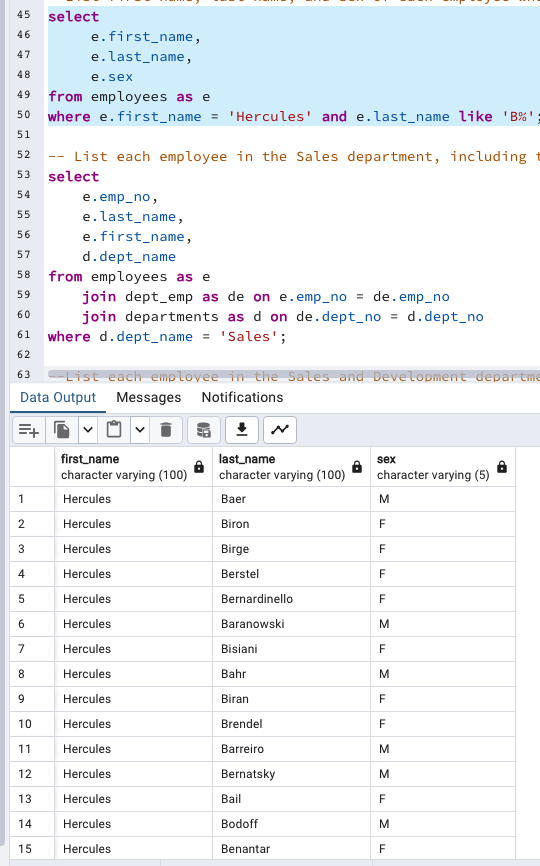 45 select
46 e.first_name,
47 e.last_name,
48 e.sex
49 from employees as e
50 where e.first_name = 'Hercules' and e.last_name like 'B%';
51
52 -- List each employee in the Sales department, including
53 select
54 e.emp_no,
55 e.last_name,
56 e.first_name,
57 d.dept_name
58 from employees as e
59 join dept_emp as de on e.emp_no = de.emp_no
60 join departments as d on de.dept_no = d.dept_no
61 where d.dept_name = 'Sales';
62
63 --List each employee in the Sales and Development
Data Output Messages Notifications
first_name last_name sex
character varying (100) character varying (100) character varying (5)
1 Hercules Baer M
2 Hercules Biron F
3 Hercules Birge F
4 Hercules Berstel F
5 Hercules Bernardinello F
6 Hercules Baranowski M
7 Hercules Bisiani F
8 Hercules Bahr M
9 Hercules Biran F
10 Hercules Brendel F
11 Hercules Barreiro M
12 Hercules Bernatsky M
13 Hercules Bail F
14 Hercules Bodoff M
15 Hercules Benantar F